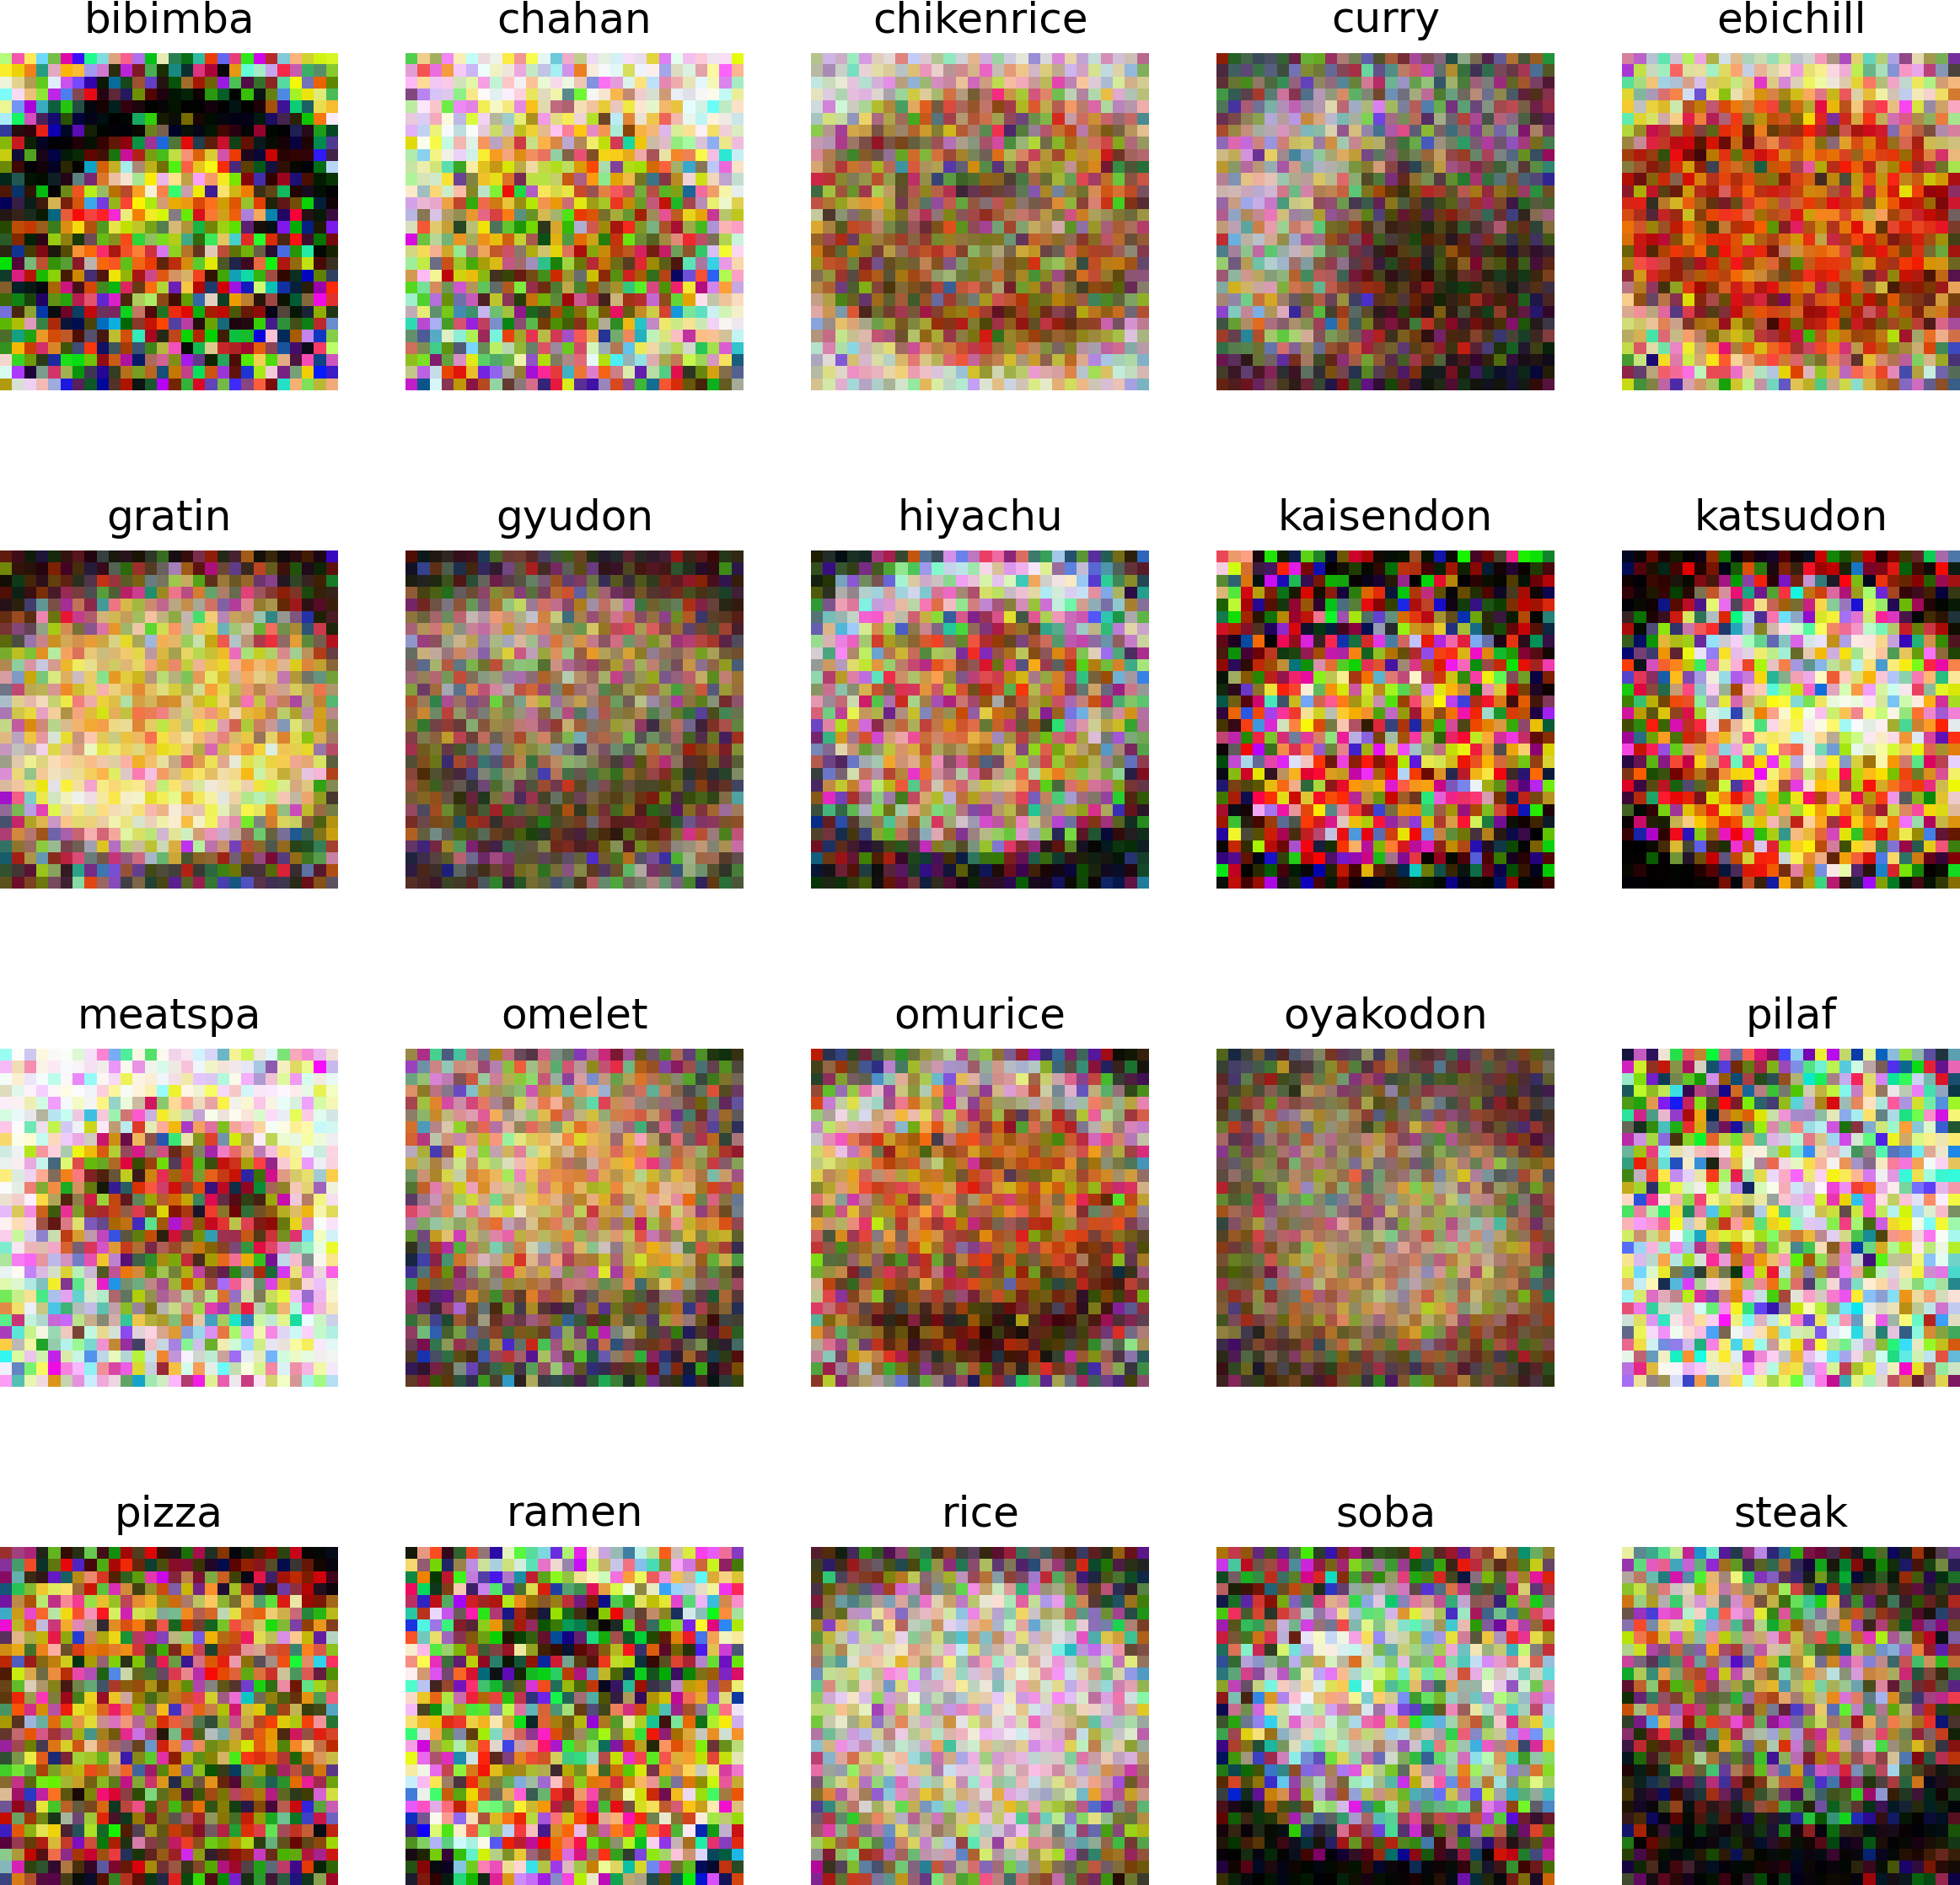 bibimba chahan chikenrice curry ebichill
gratin gyudon hiyachu kaisendon katsudon
meatspa omelet omurice oyakodon pilaf
pizza ramen rice soba steak